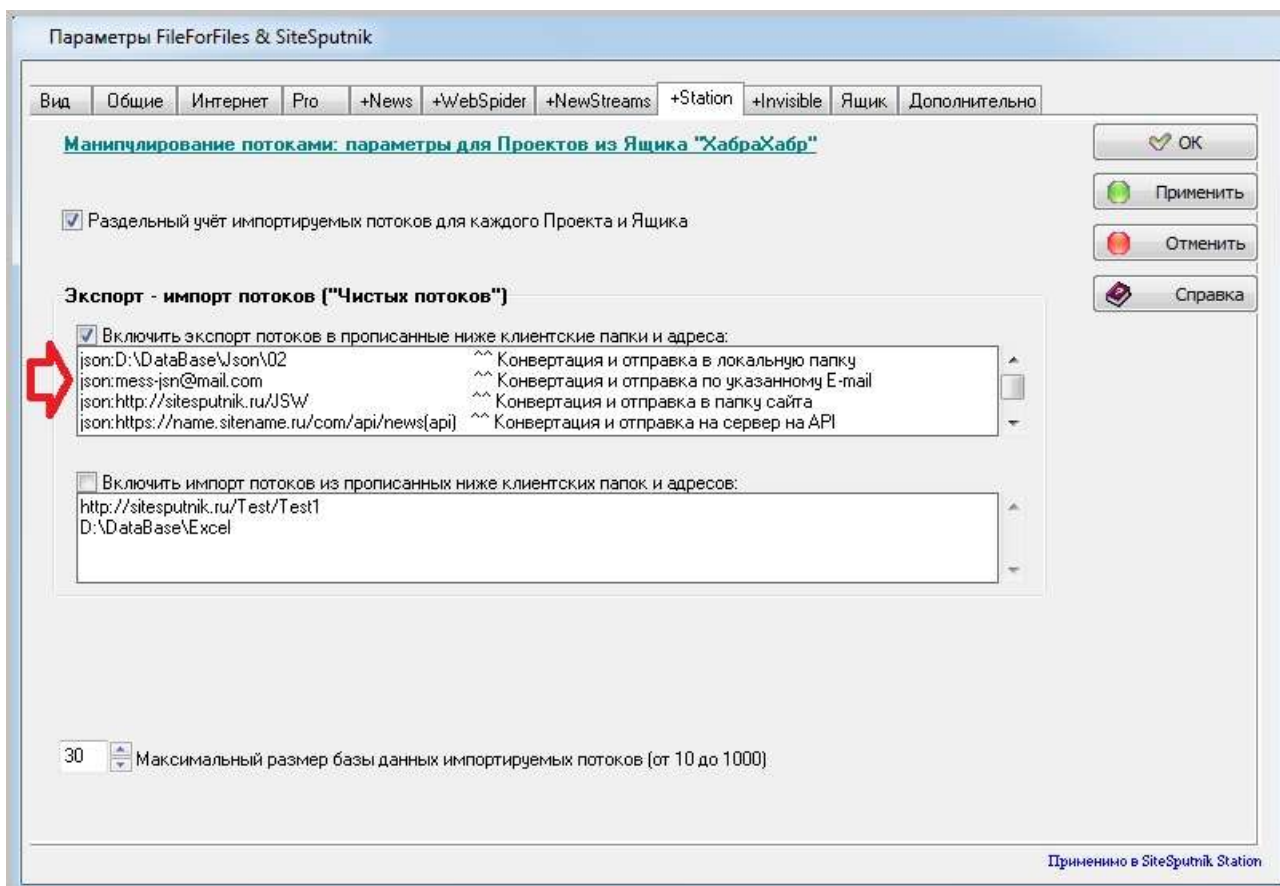 Параметры FileForFiles & SiteSputnik
Вид Общие Интернет Pro +News +WebSpider +NewStreams +Station +Invisible Ящик Дополнительно
Манипулирование потоками: параметры для Проектов из Ящика "ХабраХабр"
OK
Применить
Отменить
Справка
Раздельный учёт импортируемых потоков для каждого Проекта и Ящика
Экспорт - импорт потоков ("Чистых потоков")
Включить экспорт потоков в прописанные ниже клиентские папки и адреса:
json:D:\DataBase\Json\02 ^^ Конвертация и отправка в локальную папку
json:mess-jsn@mail.com ^^ Конвертация и отправка по указанному E-mail
json:http://sitesputnik.ru/JSW ^^ Конвертация и отправка в папку сайта
json:https://name.sitename.ru/com/api/news(api) ^^ Конвертация и отправка на сервер на API
Включить импорт потоков из прописанных ниже клиентских папок и адресов:
http://sitesputnik.ru/Test/Test1
D:\DataBase\Excel
30 Максимальный размер базы данных импортируемых потоков (от 10 до 1000)
Применимо в SiteSputnik Station